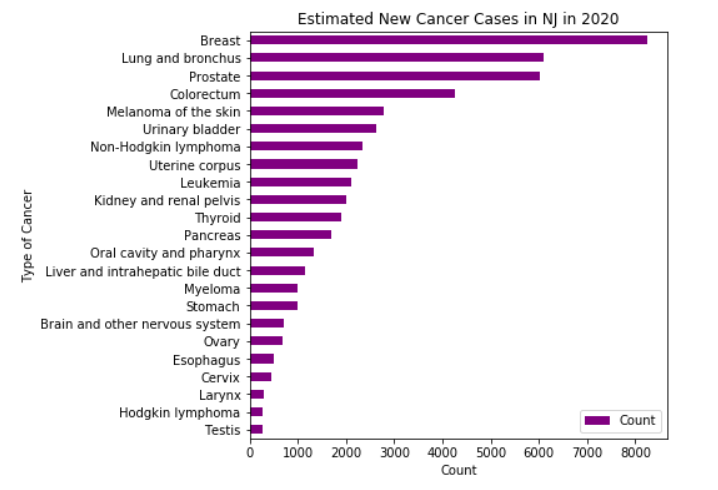 Estimated New Cancer Cases in NJ in 2020
Type of Cancer
Breast
Lung and bronchus
Prostate
Colorectum
Melanoma of the skin
Urinary bladder
Non-Hodgkin lymphoma
Uterine corpus
Leukemia
Kidney and renal pelvis
Thyroid
Pancreas
Oral cavity and pharynx
Liver and intrahepatic bile duct
Myeloma
Stomach
Brain and other nervous system
Ovary
Esophagus
Cervix
Larynx
Hodgkin lymphoma
Testis
Count
0 1000 2000 3000 4000 5000 6000 7000 8000
Count